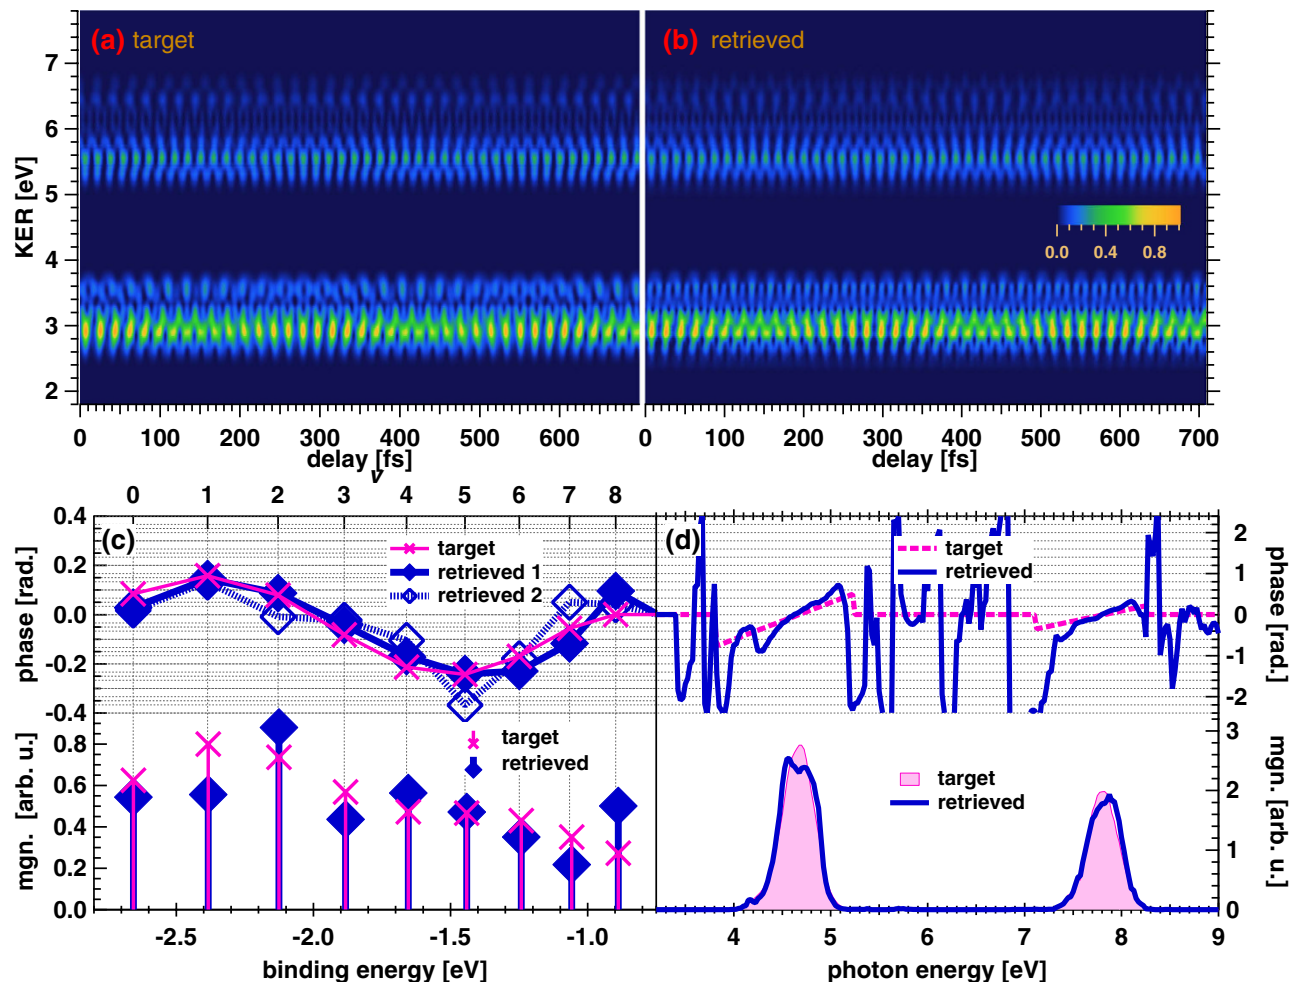 (a) target
(b) retrieved
7
6
5
4
3
2
KER [eV]
0.0 0.4 0.8
0 100 200 300 400 500 600
0 100 200 300 400 500 600 700
delay [fs]
delay [fs]
v
0 1 2 3 4 5 6 7 8
(c)
target
retrieved 1
retrieved 2
0.4
0.2
0.0
-0.2
-0.4
phase [rad.]
target
retrieved
0.8
0.6
0.4
0.2
0.0
mgn. [arb. u.]
-2.5 -2.0 -1.5 -1.0
binding energy [eV]
(d)
target
retrieved
2
1
0
-1
-2
phase [rad.]
target
retrieved
3
2
1
0
mgn. [arb. u.]
4 5 6 7 8 9
photon energy [eV]